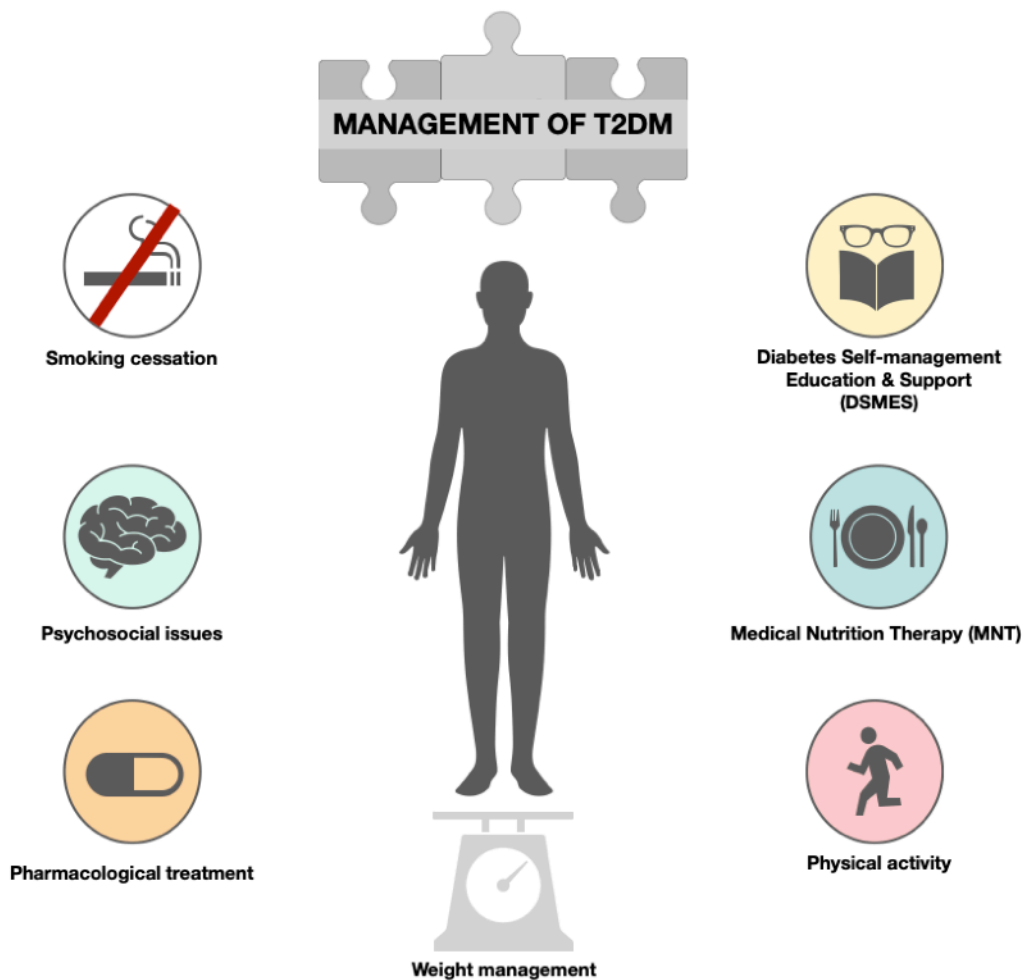 MANAGEMENT OF T2DM
Smoking cessation
Diabetes Self-management
Education & Support
(DSMES)
Psychosocial issues
Medical Nutrition Therapy (MNT)
Pharmacological treatment
Physical activity
Weight management